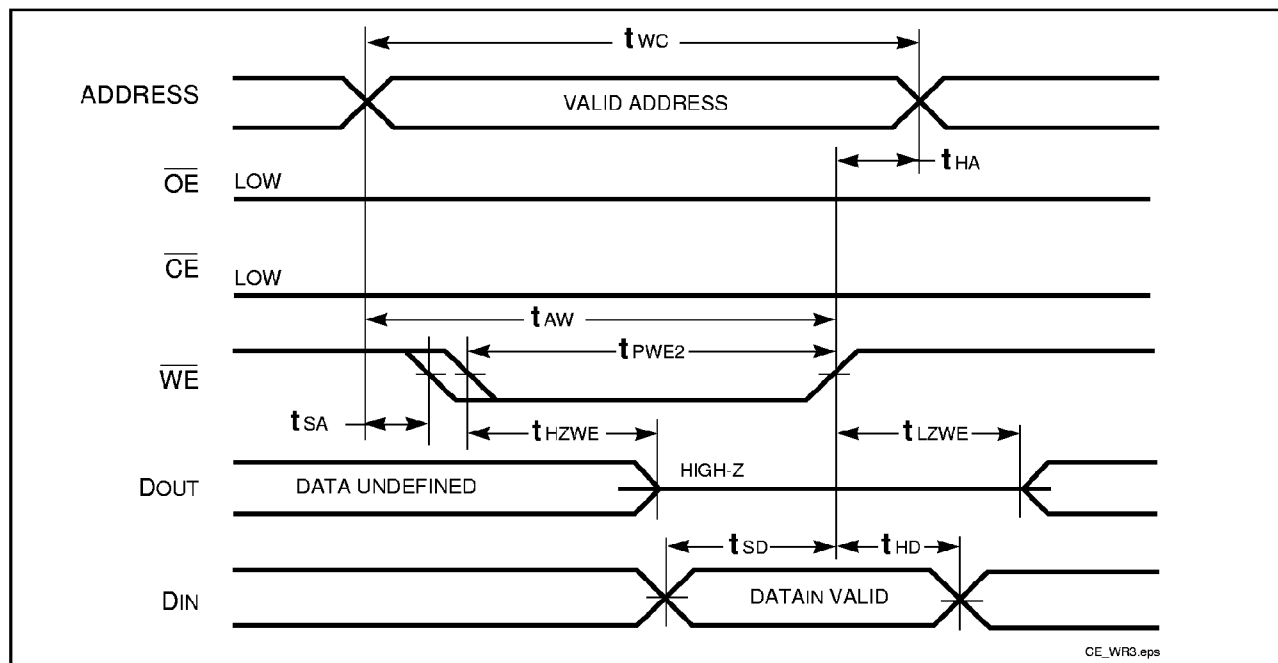 tWC
ADDRESS
VALID ADDRESS
tHA
OE
LOW
CE
LOW
tAW
tPWE2
WE
tSA
tHZWE
tLZWE
HIGH-Z
DOUT
DATA UNDEFINED
tSD
tHD
DIN
DATAIN VALID
CE_WR3.eps